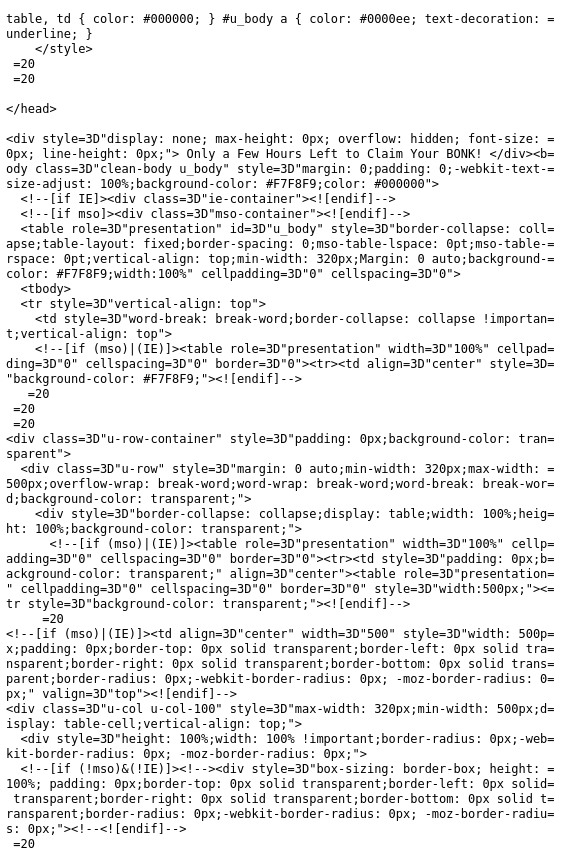 table, td { color: #000000; } #u_body a { color: #0000ee; text-decoration: =
underline; }
    </style>
 =20
 =20

</head>

<div style=3D"display: none; max-height: 0px; overflow: hidden; font-size: =
0px; line-height: 0px;"> Only a Few Hours Left to Claim Your BONK! </div><b=
ody class=3D"clean-body u_body" style=3D"margin: 0;padding: 0;-webkit-text-=
size-adjust: 100%;background-color: #F7F8F9;color: #000000">
  <!--[if IE]><div class=3D"ie-container"><![endif]-->
  <!--[if mso]><div class=3D"mso-container"><![endif]-->
  <table role=3D"presentation" id=3D"u_body" style=3D"border-collapse: coll=
apse;table-layout: fixed;border-spacing: 0;mso-table-lspace: 0pt;mso-table-=
rspace: 0pt;vertical-align: top;min-width: 320px;Margin: 0 auto;background-=
color: #F7F8F9;width:100%" cellpadding=3D"0" cellspacing=3D"0">
  <tbody>
  <tr style=3D"vertical-align: top">
    <td style=3D"word-break: break-word;border-collapse: collapse !importan=
t;vertical-align: top">
    <!--[if (mso)|(IE)]><table role=3D"presentation" width=3D"100%" cellpad=
ding=3D"0" cellspacing=3D"0" border=3D"0"><tr><td align=3D"center" style=3D=
"background-color: #F7F8F9;"><![endif]-->
   =20
 =20
 =20
<div class=3D"u-row-container" style=3D"padding: 0px;background-color: tran=
sparent">
  <div class=3D"u-row" style=3D"margin: 0 auto;min-width: 320px;max-width: =
500px;overflow-wrap: break-word;word-wrap: break-word;word-break: break-wor=
d;background-color: transparent;">
    <div style=3D"border-collapse: collapse;display: table;width: 100%;heig=
ht: 100%;background-color: transparent;">
      <!--[if (mso)|(IE)]><table role=3D"presentation" width=3D"100%" cellp=
adding=3D"0" cellspacing=3D"0" border=3D"0"><tr><td style=3D"padding: 0px;b=
ackground-color: transparent;" align=3D"center"><table role=3D"presentation=
" cellpadding=3D"0" cellspacing=3D"0" border=3D"0" style=3D"width:500px;"><=
tr style=3D"background-color: transparent;"><![endif]-->
     =20
<!--[if (mso)|(IE)]><td align=3D"center" width=3D"500" style=3D"width: 500p=
x;padding: 0px;border-top: 0px solid transparent;border-left: 0px solid tra=
nsparent;border-right: 0px solid transparent;border-bottom: 0px solid trans=
parent;border-radius: 0px;-webkit-border-radius: 0px; -moz-border-radius: 0=
px;" valign=3D"top"><![endif]-->
<div class=3D"u-col u-col-100" style=3D"max-width: 320px;min-width: 500px;d=
isplay: table-cell;vertical-align: top;">
  <div style=3D"height: 100%;width: 100% !important;border-radius: 0px;-web=
kit-border-radius: 0px; -moz-border-radius: 0px;">
  <!--[if (!mso)&(!IE)]><!--><div style=3D"box-sizing: border-box; height: =
100%; padding: 0px;border-top: 0px solid transparent;border-left: 0px solid=
 transparent;border-right: 0px solid transparent;border-bottom: 0px solid t=
ransparent;border-radius: 0px;-webkit-border-radius: 0px; -moz-border-radiu=
s: 0px;"><!--<![endif]-->
 =20